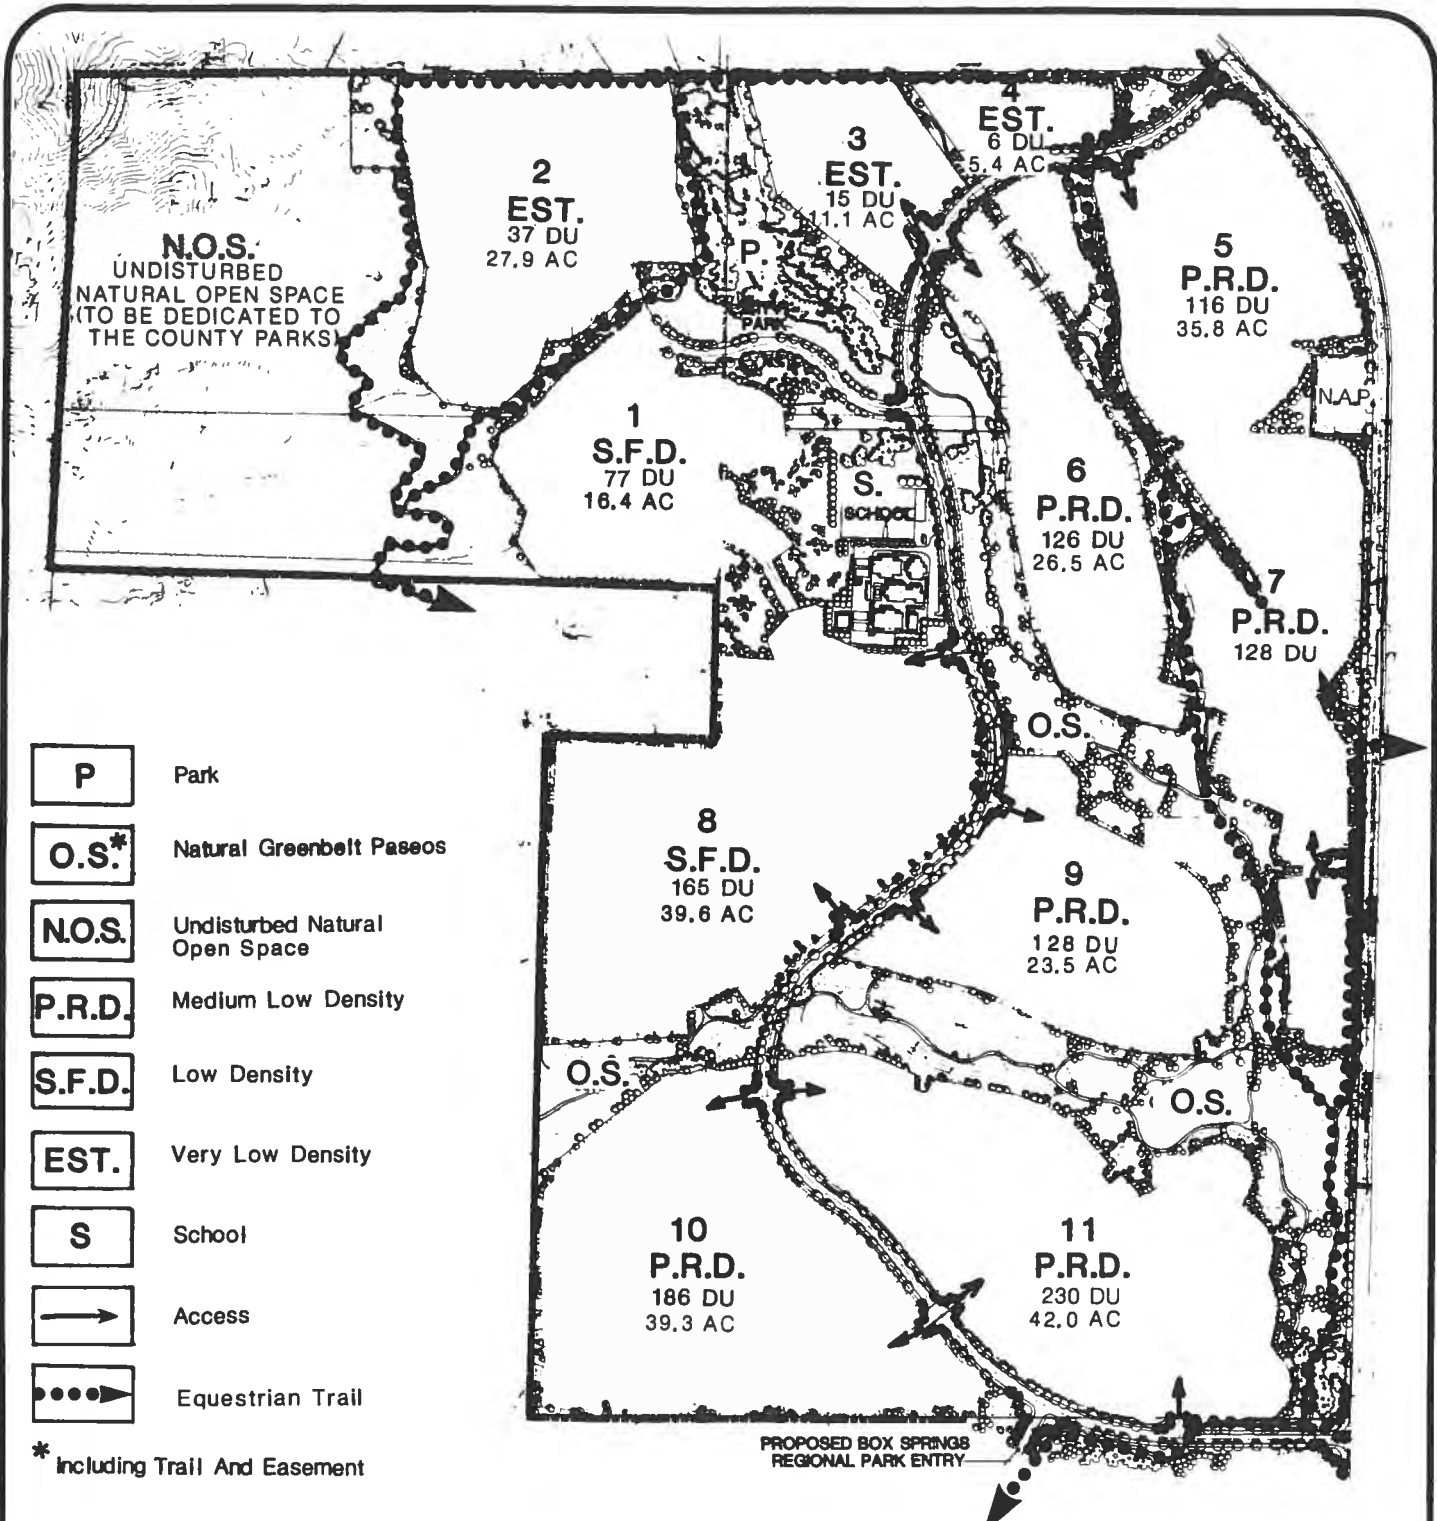 4
EST.
6 DU
5.4 AC
3
EST.
15 DU
11.1 AC
2
EST.
37 DU
27.9 AC
N.O.S.
UNDISTURBED
NATURAL OPEN SPACE
(TO BE DEDICATED TO
THE COUNTY PARKS)
P.
PARK
5
P.R.D.
116 DU
35.8 AC
N.A.P.
1
S.F.D.
77 DU
16.4 AC
S.
SCHOOL
6
P.R.D.
126 DU
26.5 AC
7
P.R.D.
128 DU
O.S.
8
S.F.D.
165 DU
39.6 AC
9
P.R.D.
128 DU
23.5 AC
O.S.
O.S.
10
P.R.D.
186 DU
39.3 AC
11
P.R.D.
230 DU
42.0 AC
PROPOSED BOX SPRINGS
REGIONAL PARK ENTRY
P Park
O.S.* Natural Greenbelt Paseos
N.O.S. Undisturbed Natural
Open Space
P.R.D. Medium Low Density
S.F.D. Low Density
EST. Very Low Density
S School
Access
Equestrian Trail
* Including Trail And Easement